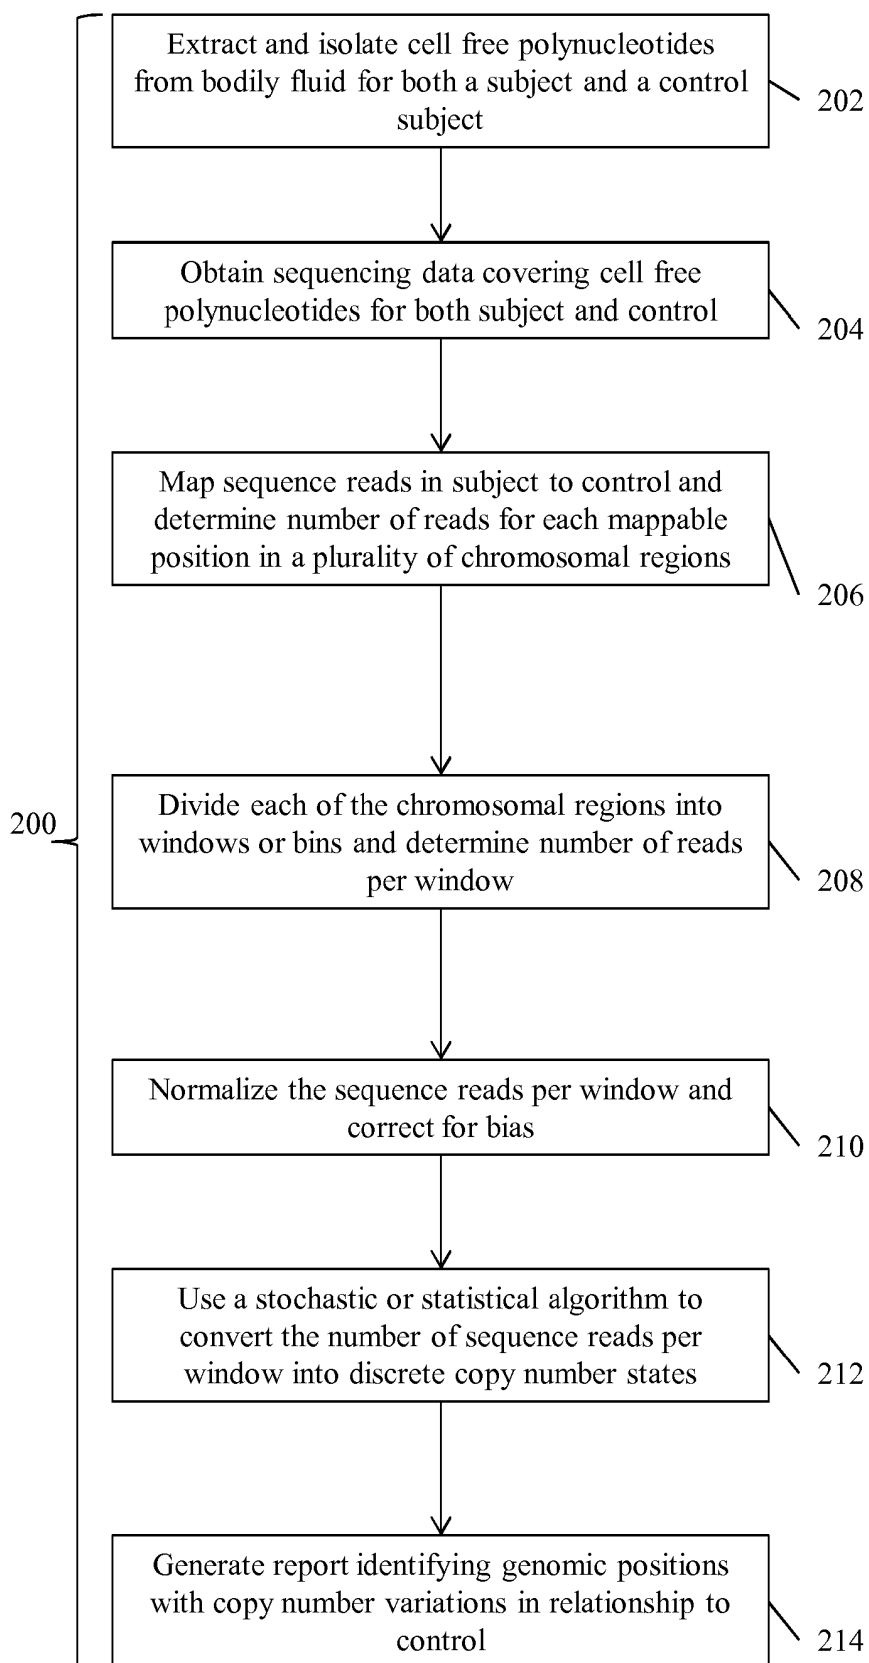 Extract and isolate cell free polynucleotides
from bodily fluid for both a subject and a control
subject
202
Obtain sequencing data covering cell free
polynucleotides for both subject and control
204
Map sequence reads in subject to control and
determine number of reads for each mappable
position in a plurality of chromosomal regions
206
200
Divide each of the chromosomal regions into
windows or bins and determine number of reads
per window
208
Normalize the sequence reads per window and
correct for bias
210
Use a stochastic or statistical algorithm to
convert the number of sequence reads per
window into discrete copy number states
212
Generate report identifying genomic positions
with copy number variations in relationship to
control
214